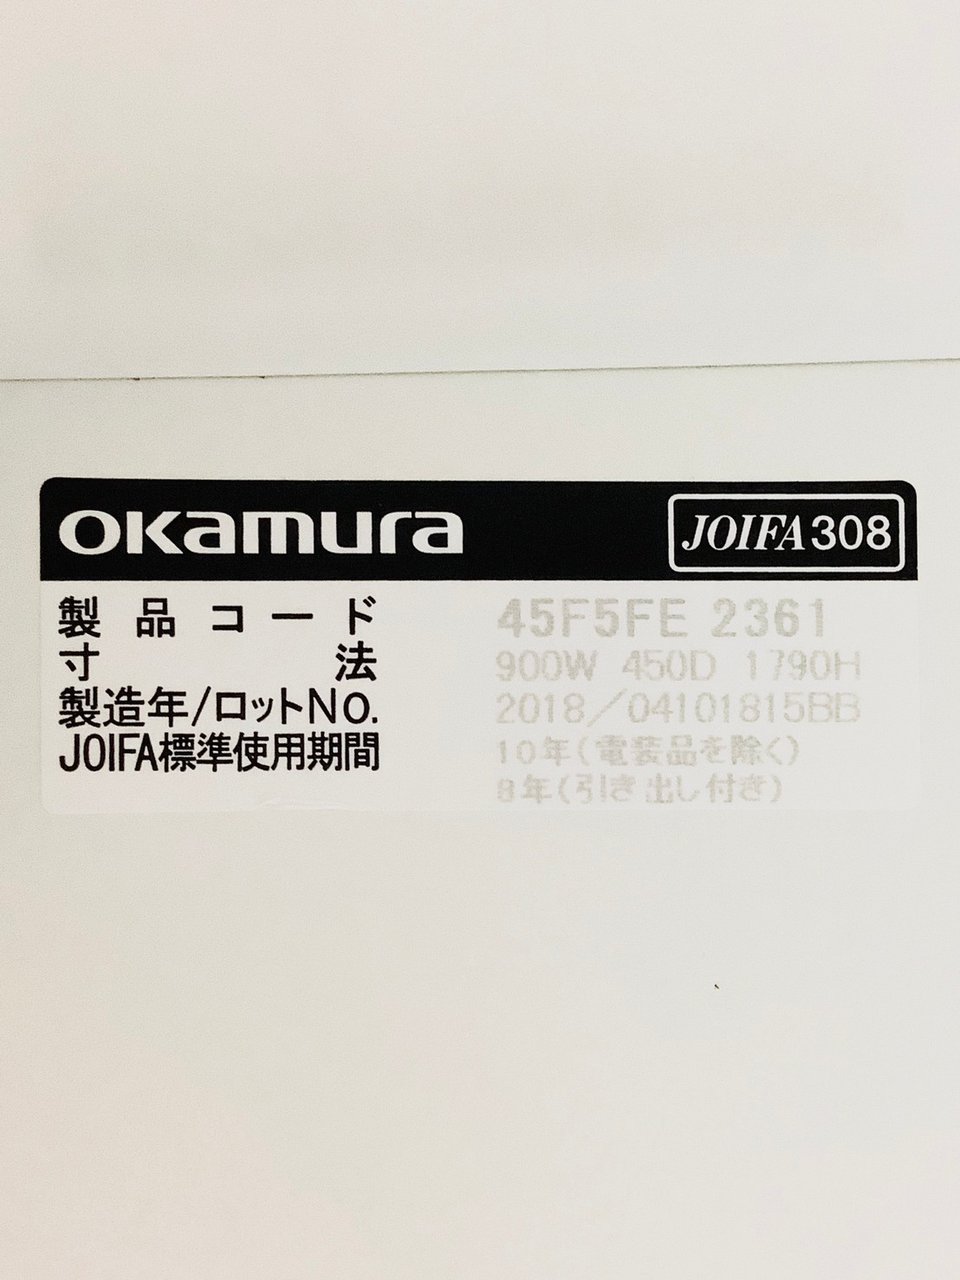 OKamura JOIFA308
製品コード 45F5FE 2361
寸法 900W 450D 1790H
製造年/ロットNo. 2018/04101815BB
JOIFA標準使用期間 10年(電装品を除く)
8年(引き出し付き)